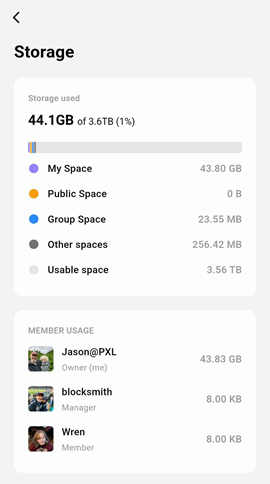 Storage
Storage used
44.1GB of 3.6TB (1%)
My Space 43.80 GB
Public Space 0 B
Group Space 23.55 MB
Other spaces 256.42 MB
Usable space 3.56 TB
MEMBER USAGE
Jason@PXL
Owner (me)
43.83 GB
blocksmith
Manager
8.00 KB
Wren
Member
8.00 KB